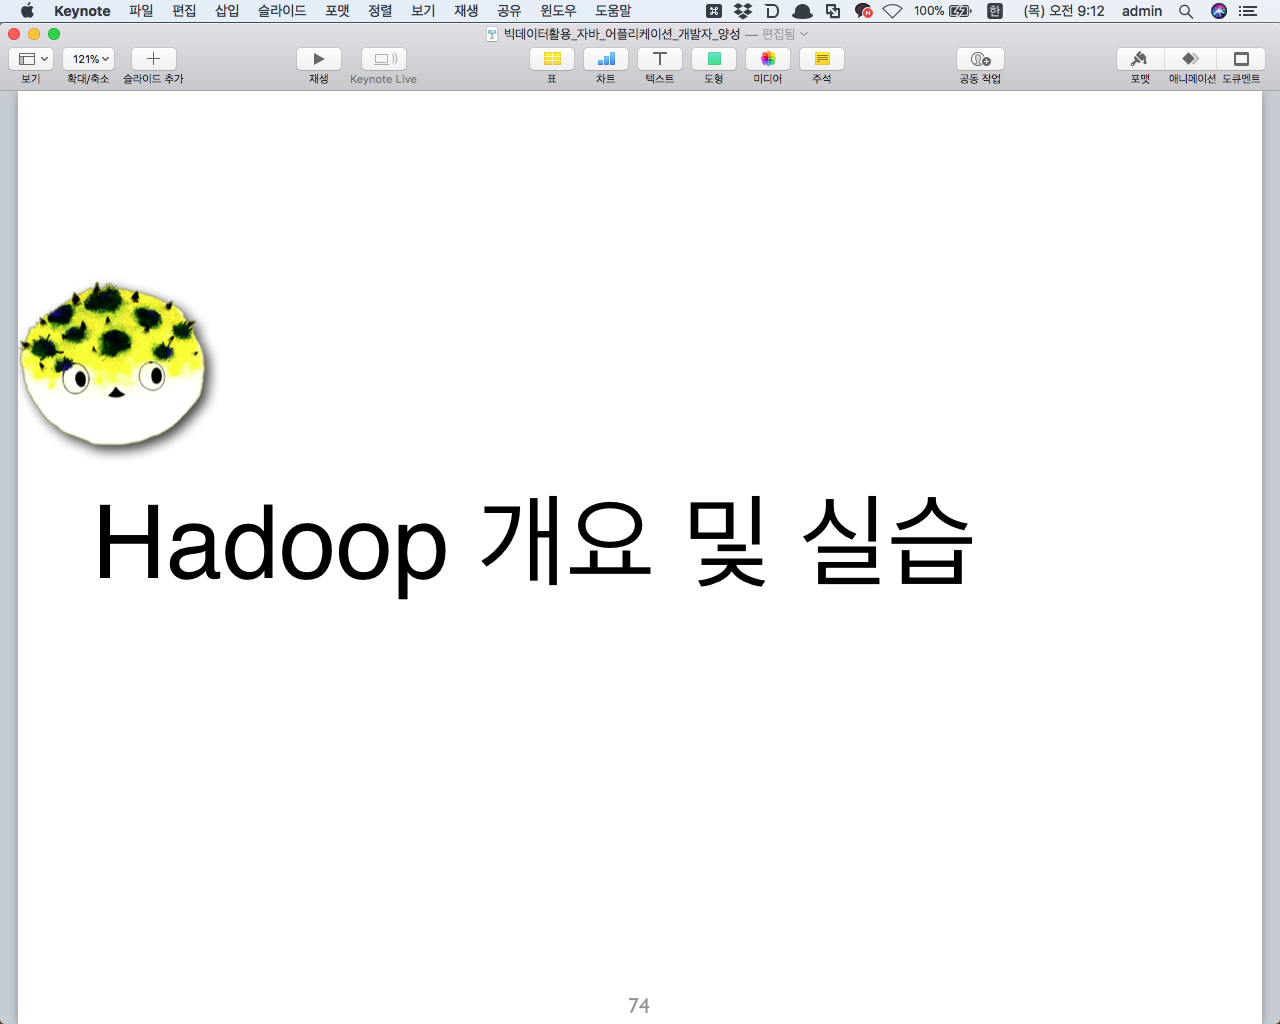 Keynote 파일 편집 삽입 슬라이드 포맷 정렬 보기 재생 공유 윈도우 도움말 100% 한 (목) 오전 9:12 admin
빅데이터활용_자바_어플리케이션_개발자_양성 — 편집됨
121%
보기 확대/축소 슬라이드 추가 재생 Keynote Live 표 차트 텍스트 도형 미디어 주석 공동 작업 포맷 애니메이션 도큐멘트
Hadoop 개요 및 실습
74